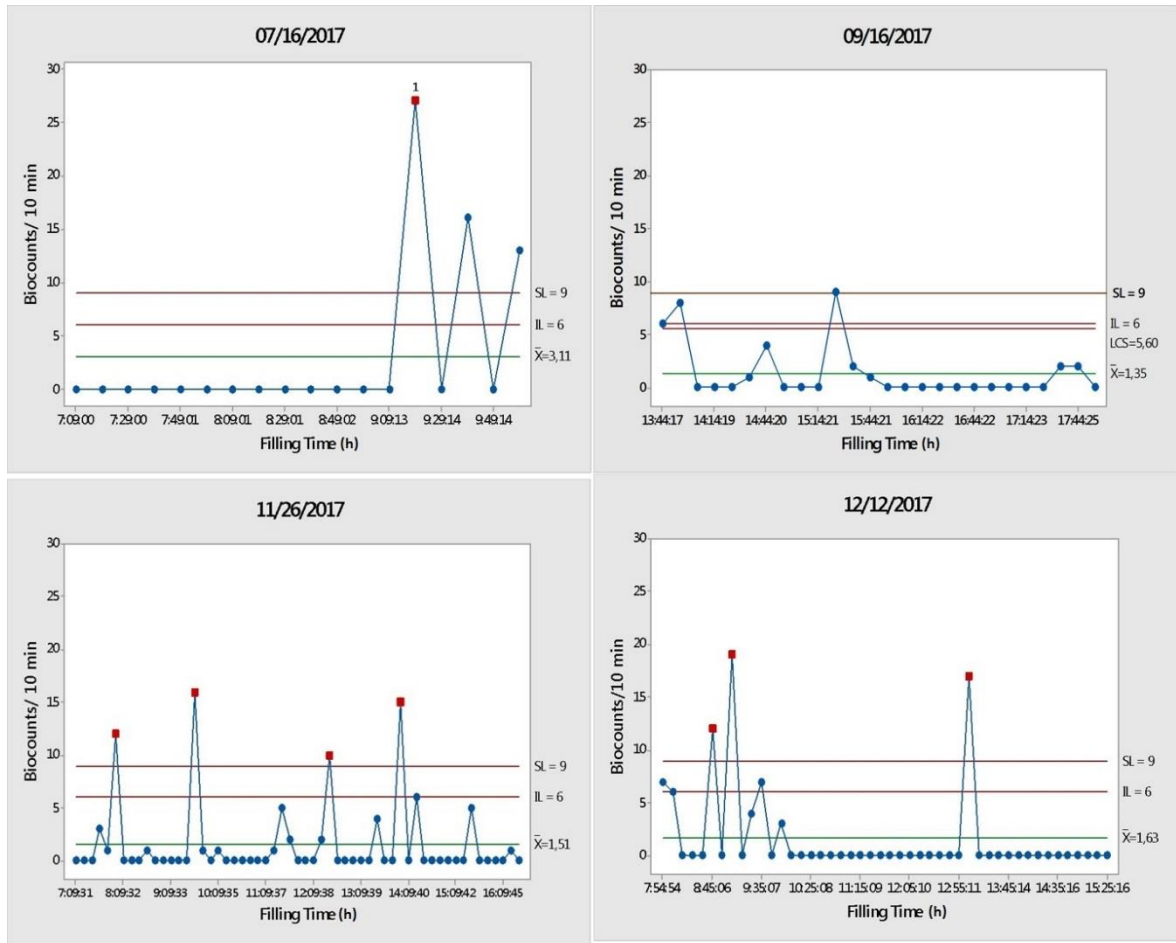 07/16/2017
30
25
20
15
10
5
0
Biocounts/ 10 min
1
SL = 9
IL = 6
X̄=3,11
7:09:00 7:29:00 7:49:01 8:09:01 8:29:01 8:49:02 9:09:13 9:29:14 9:49:14
Filling Time (h)
09/16/2017
30
25
20
15
10
5
0
Biocounts/ 10 min
SL = 9
IL = 6
LCS=5,60
X̄=1,35
13:44:17 14:14:19 14:44:20 15:14:21 15:44:21 16:14:22 16:44:22 17:14:23 17:44:25
Filling Time (h)
11/26/2017
30
25
20
15
10
5
0
Biocounts/ 10 min
SL = 9
IL = 6
X̄=1,51
7:09:31 8:09:32 9:09:33 10:09:35 11:09:37 12:09:38 13:09:39 14:09:40 15:09:42 16:09:45
Filling Time (h)
12/12/2017
30
25
20
15
10
5
0
Biocounts/10 min
SL = 9
IL = 6
X̄=1,63
7:54:54 8:45:06 9:35:07 10:25:08 11:15:09 12:05:10 12:55:11 13:45:14 14:35:16 15:25:16
Filling Time (h)